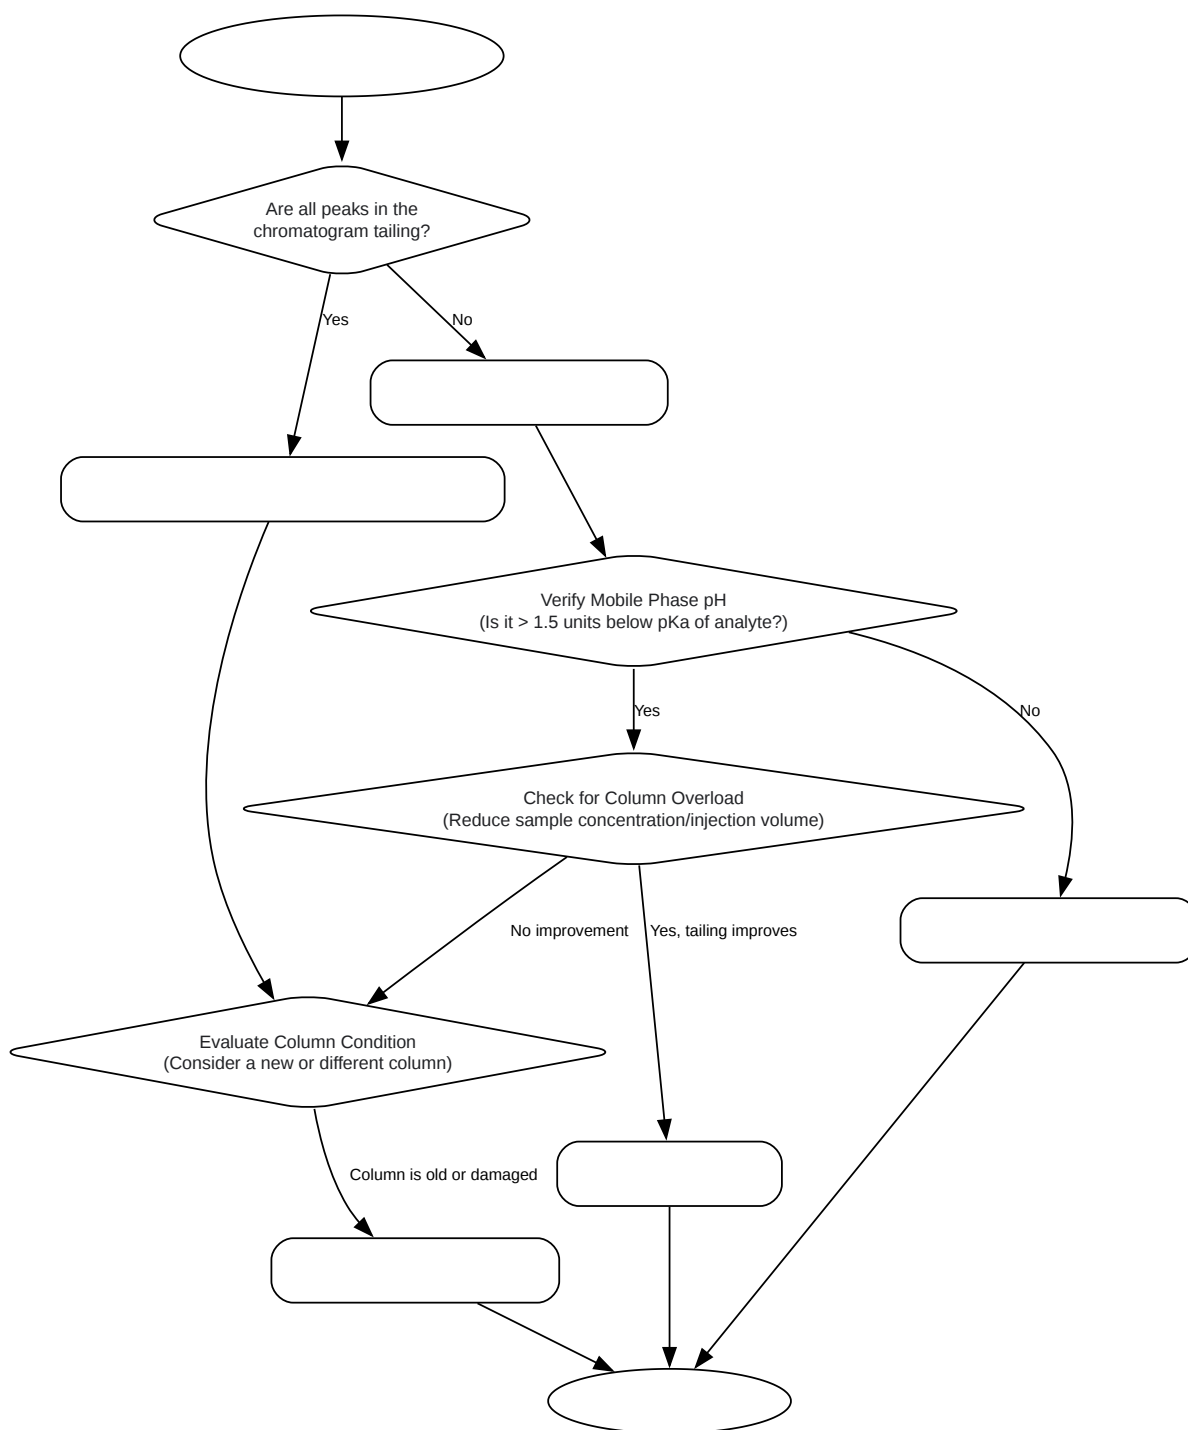 Are all peaks in the
chromatogram tailing?
Yes
No
Verify Mobile Phase pH
(Is it > 1.5 units below pKa of analyte?)
Yes
No
Check for Column Overload
(Reduce sample concentration/injection volume)
No improvement
Yes, tailing improves
Evaluate Column Condition
(Consider a new or different column)
Column is old or damaged